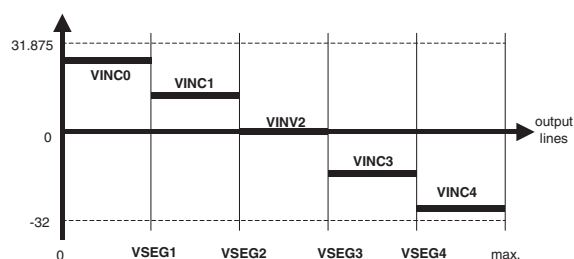 31.875
VINC0
VINC1
VINV2
0
output
lines
VINC3
VINC4
-32
0
VSEG1
VSEG2
VSEG3
VSEG4
max.